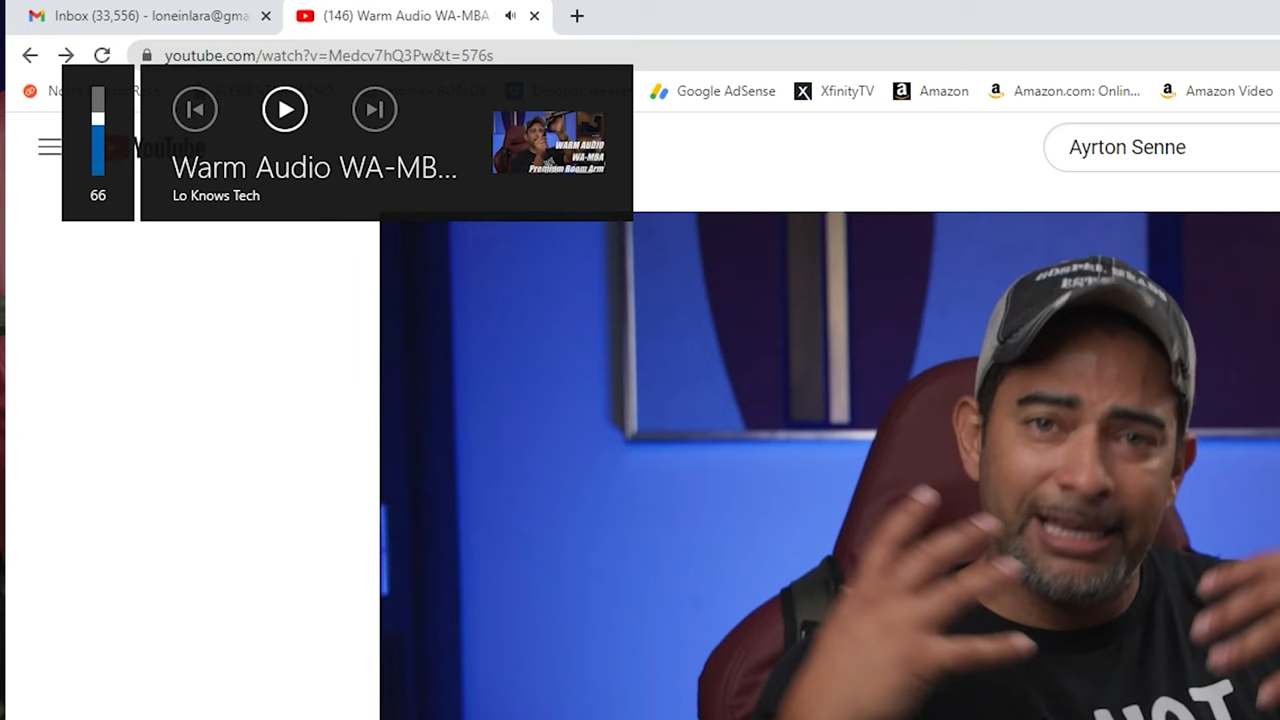 Inbox (33,556) - loneinlara@gma
(146) Warm Audio WA-MBA
youtube.com/watch?v=Medcv7hQ3Pw&t=576s
Google AdSense
XfinityTV
Amazon
Amazon.com: Onlin...
Amazon Video
YouTube
Ayrton Senne
66
Warm Audio WA-MB...
Lo Knows Tech
WARM AUDIO
WA-MBA
Premium Boom Arm